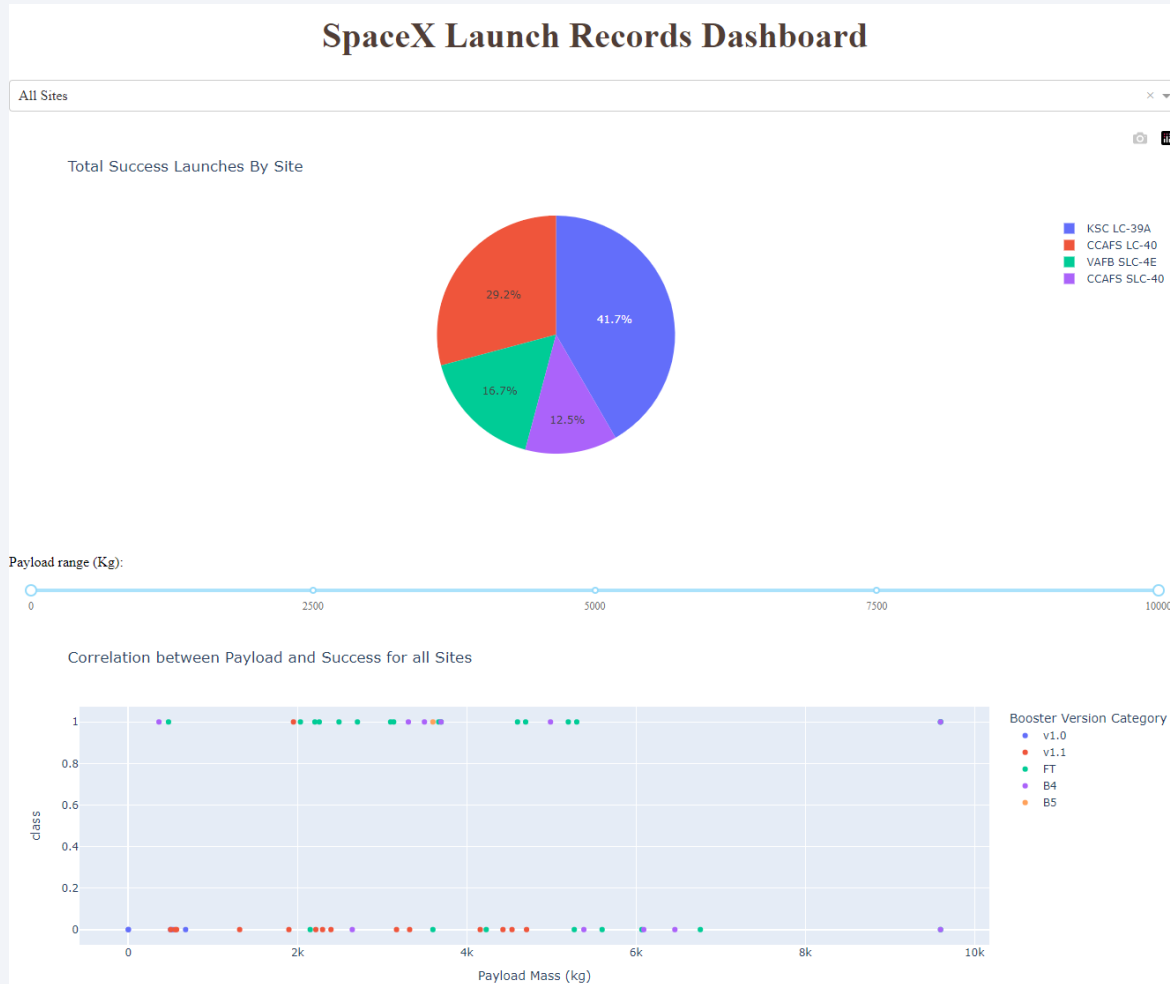 SpaceX Launch Records Dashboard
All Sites
Total Success Launches By Site
KSC LC-39A
CCAFS LC-40
VAFB SLC-4E
CCAFS SLC-40
29.2%
41.7%
16.7%
12.5%
Payload range (Kg):
0 2500 5000 7500 10000
Correlation between Payload and Success for all Sites
1
0.8
0.6
0.4
0.2
0
class
0 2k 4k 6k 8k 10k
Payload Mass (kg)
Booster Version Category
v1.0
v1.1
FT
B4
B5